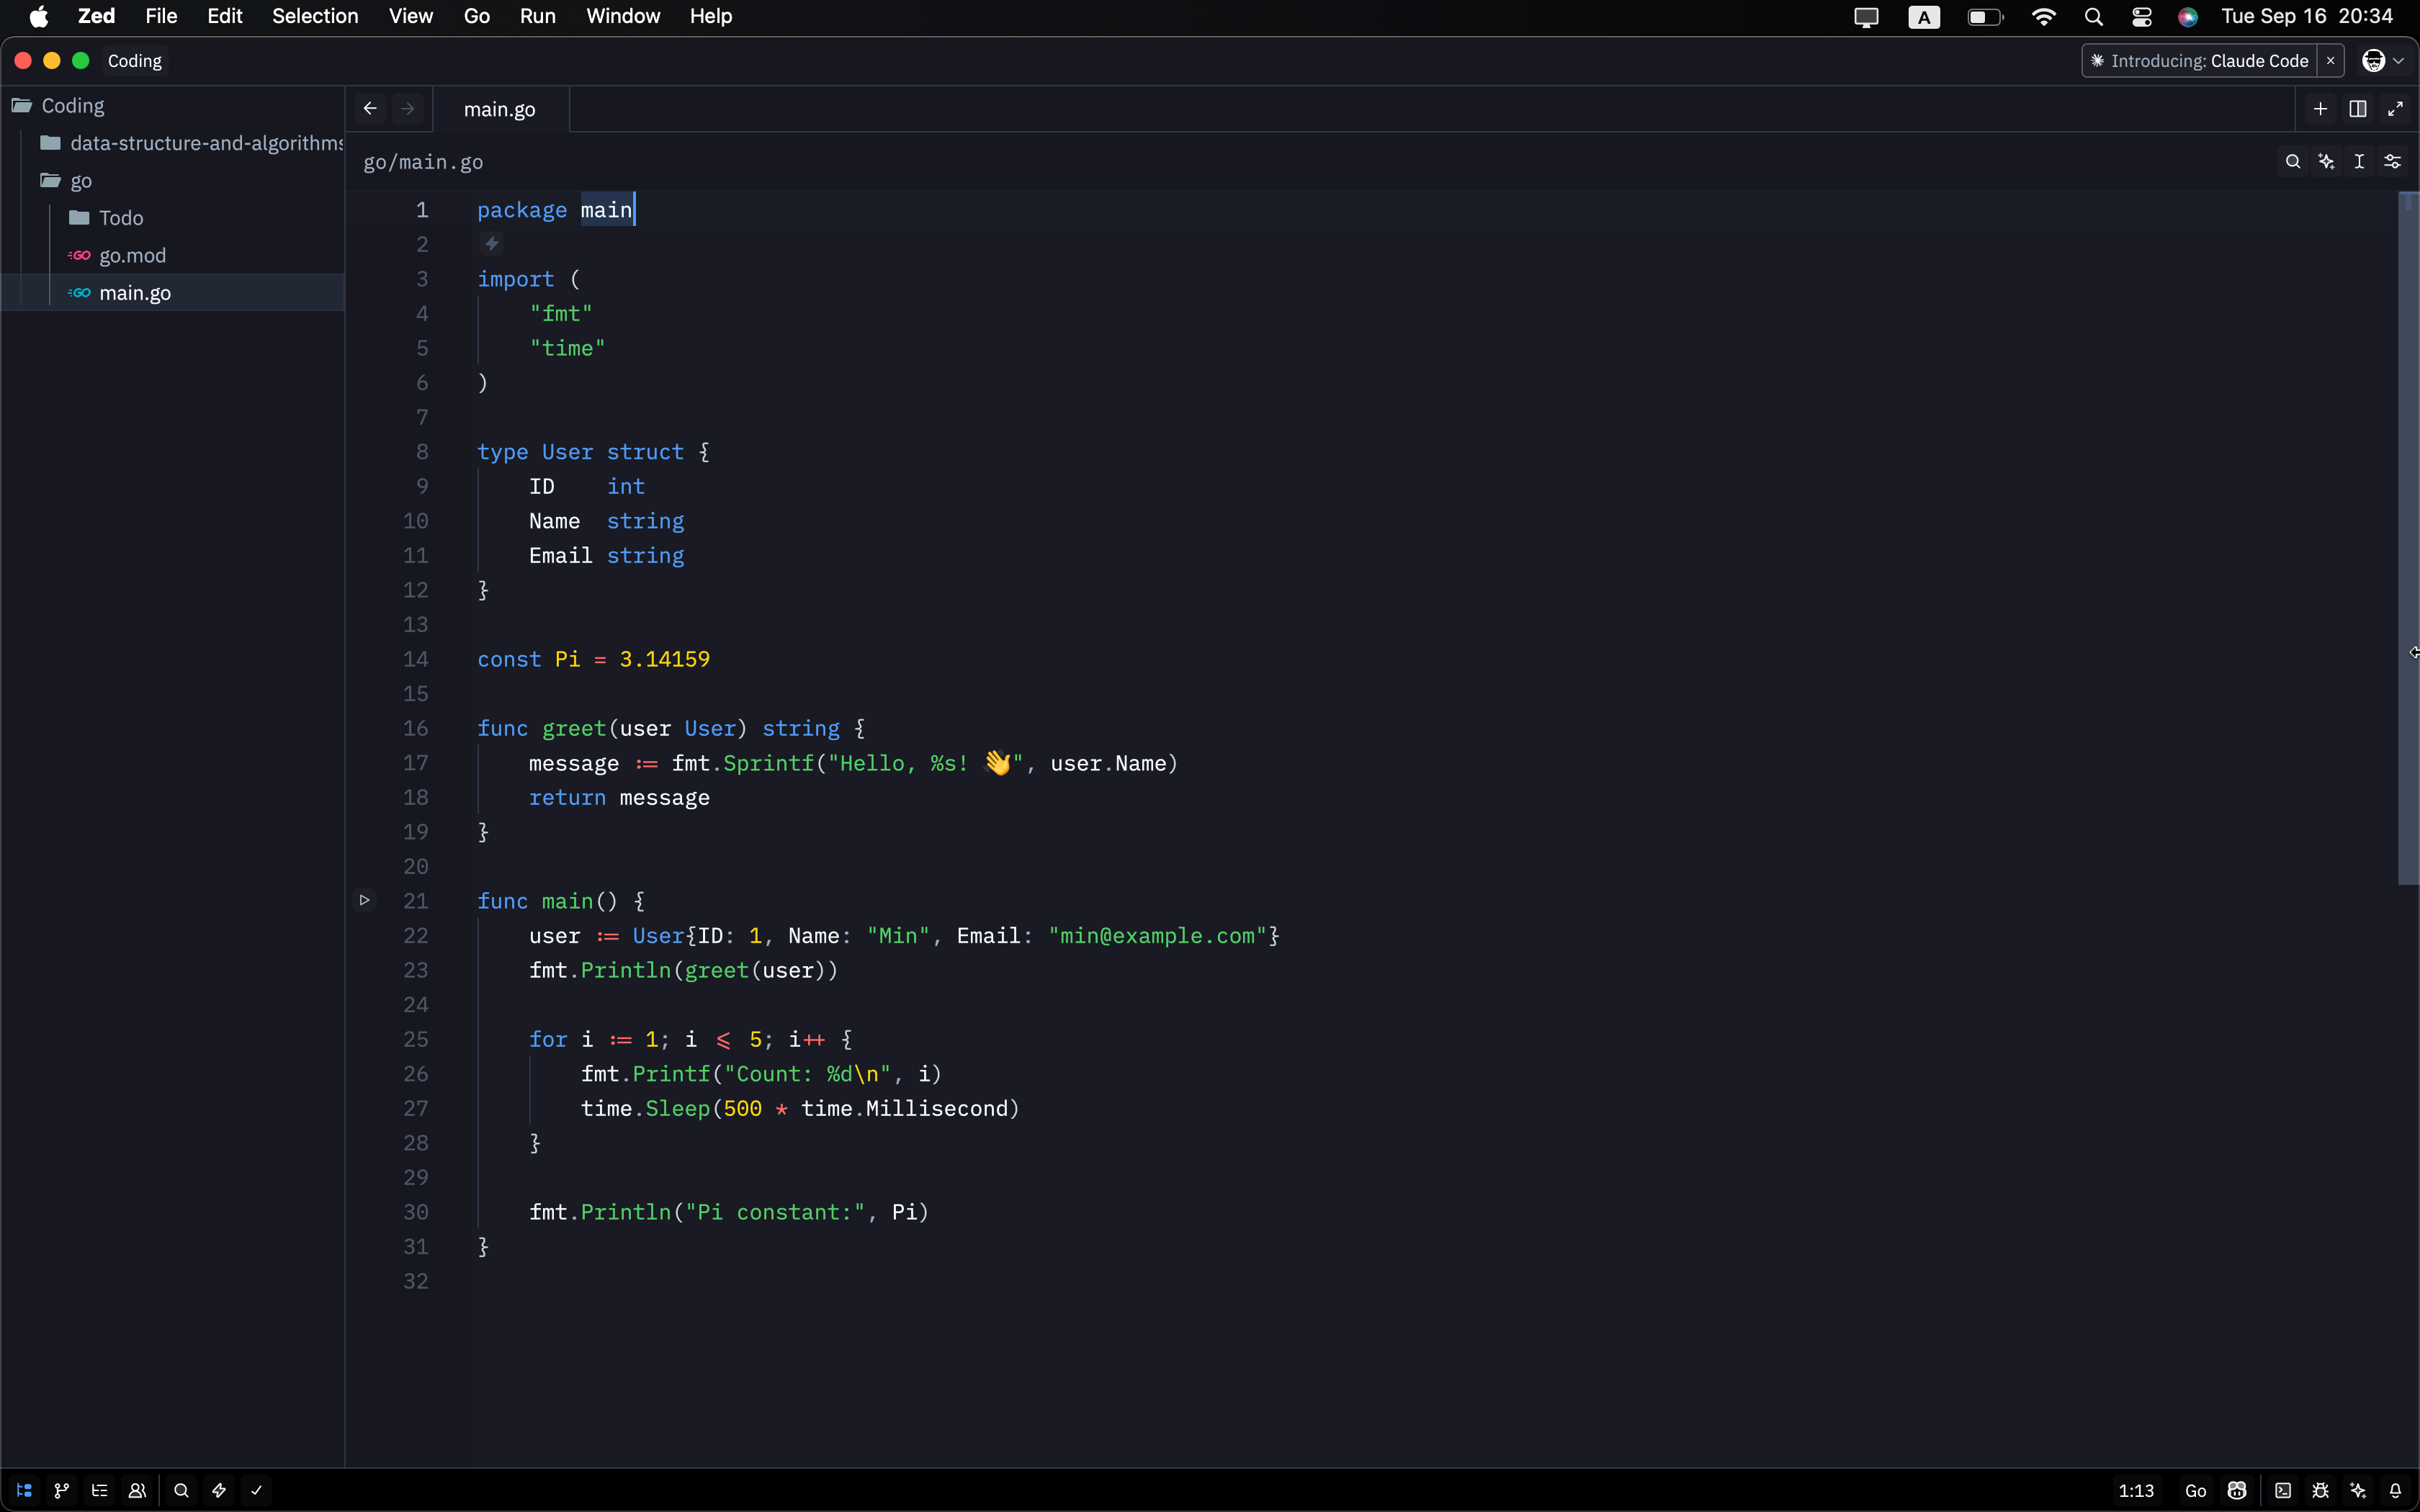 Zed File Edit Selection View Go Run Window Help A Tue Sep 16 20:34
Coding Introducing: Claude Code ×
Coding
data-structure-and-algorithms
go
Todo
GO go.mod
GO main.go
main.go
go/main.go
1 package main
2
3 import (
4 "fmt"
5 "time"
6 )
7
8 type User struct {
9 ID int
10 Name string
11 Email string
12 }
13
14 const Pi = 3.14159
15
16 func greet(user User) string {
17 message := fmt.Sprintf("Hello, %s! 👋", user.Name)
18 return message
19 }
20
21 func main() {
22 user := User{ID: 1, Name: "Min", Email: "min@example.com"}
23 fmt.Println(greet(user))
24
25 for i := 1; i <= 5; i++ {
26 fmt.Printf("Count: %d\n", i)
27 time.Sleep(500 * time.Millisecond)
28 }
29
30 fmt.Println("Pi constant:", Pi)
31 }
32
1:13 Go